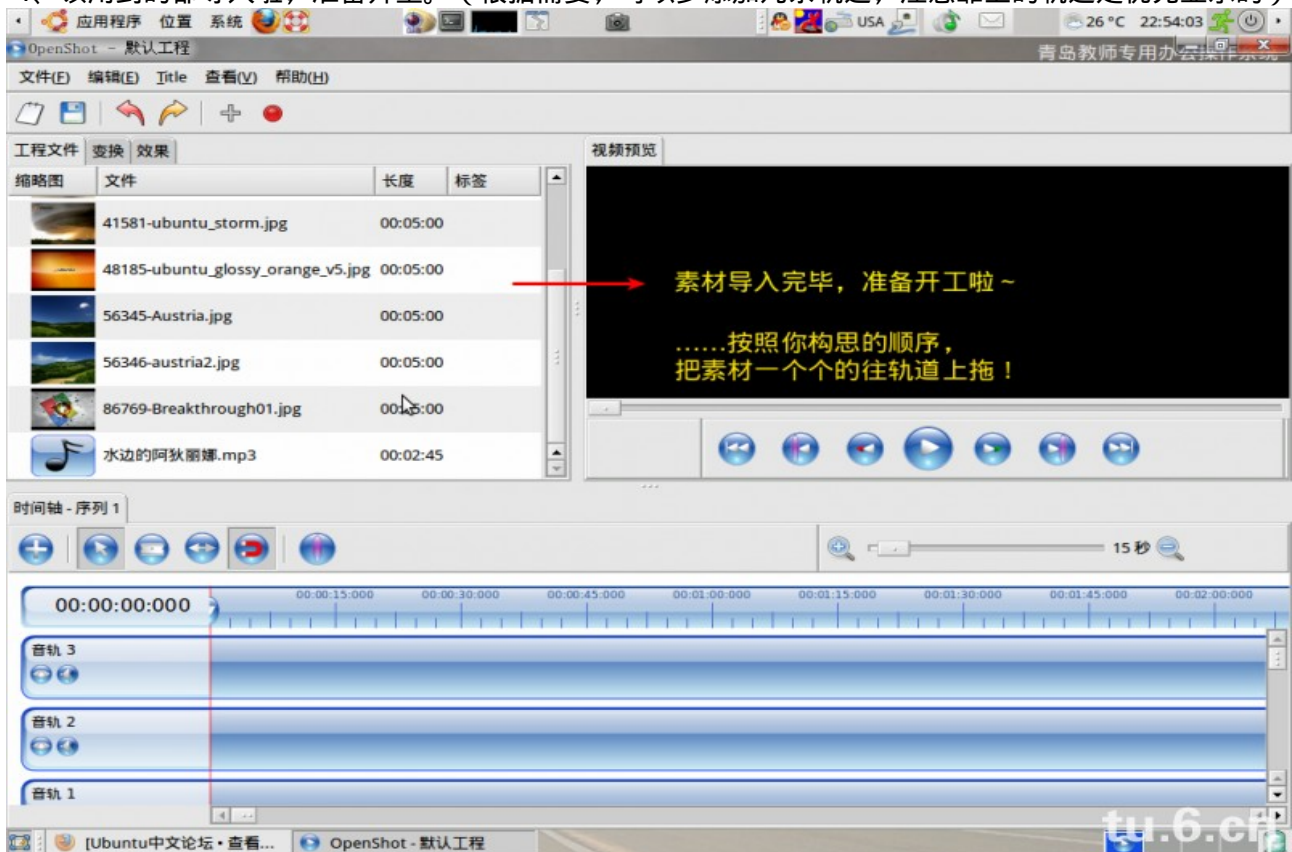 应用程序 位置 系统 USA 26 °C 22:54:03
OpenShot - 默认工程
青岛教师专用办公操作系统
文件(F) 编辑(E) Title 查看(V) 帮助(H)
工程文件 变换 效果
视频预览
缩略图 文件 长度 标签
41581-ubuntu_storm.jpg 00:05:00
48185-ubuntu_glossy_orange_v5.jpg 00:05:00
56345-Austria.jpg 00:05:00
56346-austria2.jpg 00:05:00
86769-Breakthrough01.jpg 00:05:00
水边的阿狄丽娜.mp3 00:02:45
素材导入完毕，准备开工啦～
……按照你构思的顺序，
把素材一个个的往轨道上拖！
时间轴 - 序列 1
15 秒
00:00:00:000
00:00:15:000 00:00:30:000 00:00:45:000 00:01:00:000 00:01:15:000 00:01:30:000 00:01:45:000 00:02:00:000
音轨 3
音轨 2
音轨 1
[Ubuntu中文论坛 • 查看... OpenShot - 默认工程
tu.6.cn